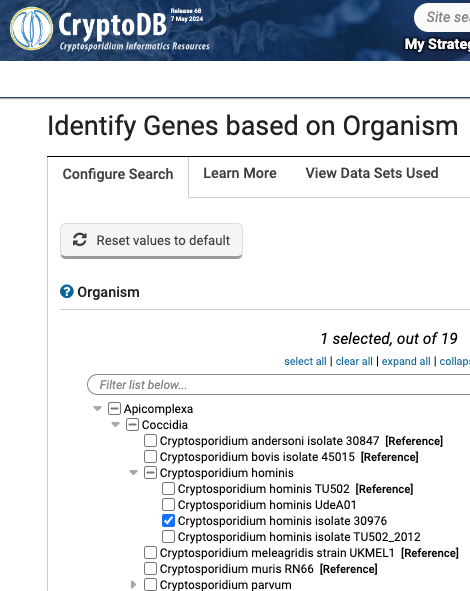 CryptoDB
Release 68
7 May 2024
Cryptosporidium Informatics Resources
Site se
My Strateg
Identify Genes based on Organism
Configure Search
Learn More
View Data Sets Used
Reset values to default
? Organism
1 selected, out of 19
select all | clear all | expand all | collaps
Filter list below...
Apicomplexa
Coccidia
Cryptosporidium andersoni isolate 30847 [Reference]
Cryptosporidium bovis isolate 45015 [Reference]
Cryptosporidium hominis
Cryptosporidium hominis TU502 [Reference]
Cryptosporidium hominis UdeA01
Cryptosporidium hominis isolate 30976
Cryptosporidium hominis isolate TU502_2012
Cryptosporidium meleagridis strain UKMEL1 [Reference]
Cryptosporidium muris RN66 [Reference]
Cryptosporidium parvum